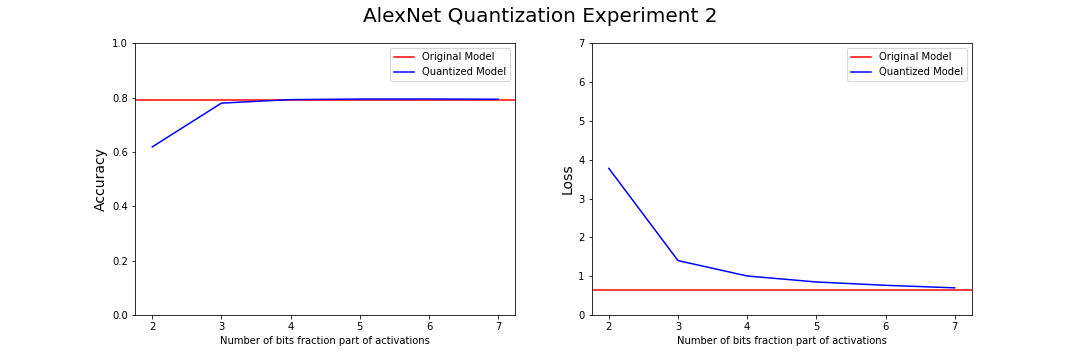 AlexNet Quantization Experiment 2
Accuracy
1.0
0.8
0.6
0.4
0.2
0.0
2 3 4 5 6 7
Number of bits fraction part of activations
Original Model
Quantized Model
Loss
7
6
5
4
3
2
1
0
2 3 4 5 6 7
Number of bits fraction part of activations
Original Model
Quantized Model